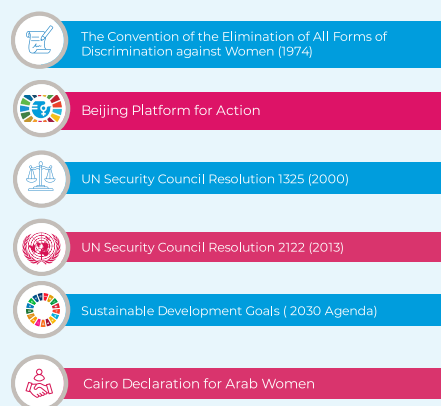 The Convention of the Elimination of All Forms of
Discrimination against Women (1974)
Beijing Platform for Action
UN Security Council Resolution 1325 (2000)
UN Security Council Resolution 2122 (2013)
Sustainable Development Goals ( 2030 Agenda)
Cairo Declaration for Arab Women